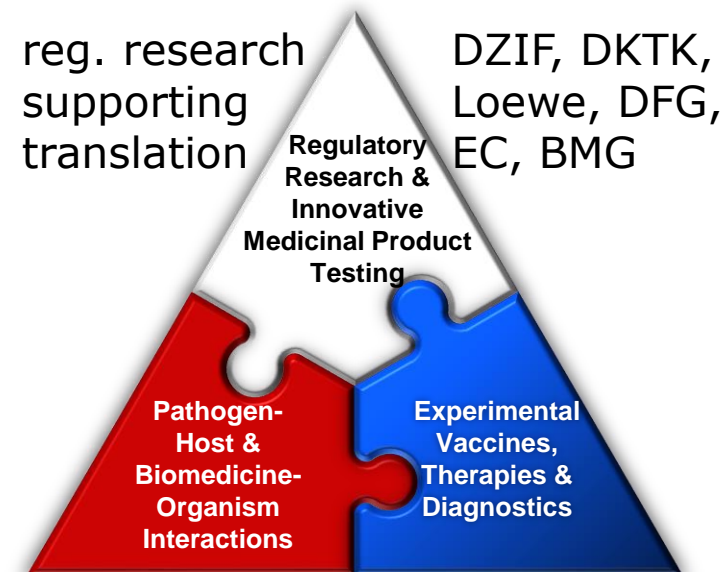 reg. research
supporting
translation
DZIF, DKTK,
Loewe, DFG,
EC, BMG
Regulatory
Research &
Innovative
Medicinal Product
Testing
Pathogen-
Host &
Biomedicine-
Organism
Interactions
Experimental
Vaccines,
Therapies &
Diagnostics